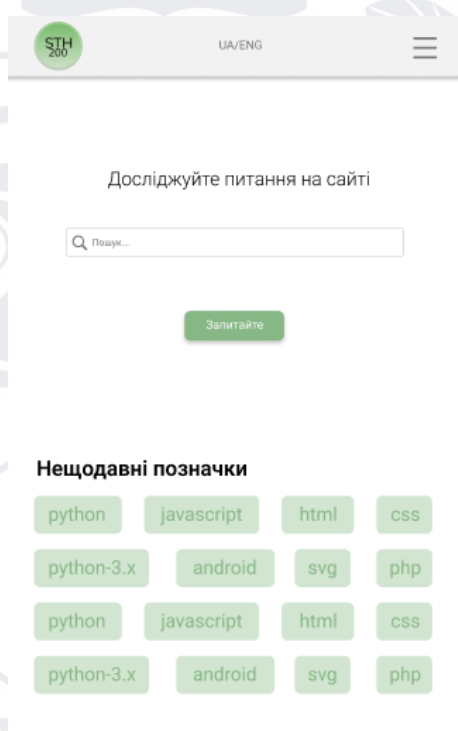 STH
200
UA/ENG
Досліджуйте питання на сайті
Пошук...
Запитайте
Нещодавні позначки
python javascript html css
python-3.x android svg php
python javascript html css
python-3.x android svg php